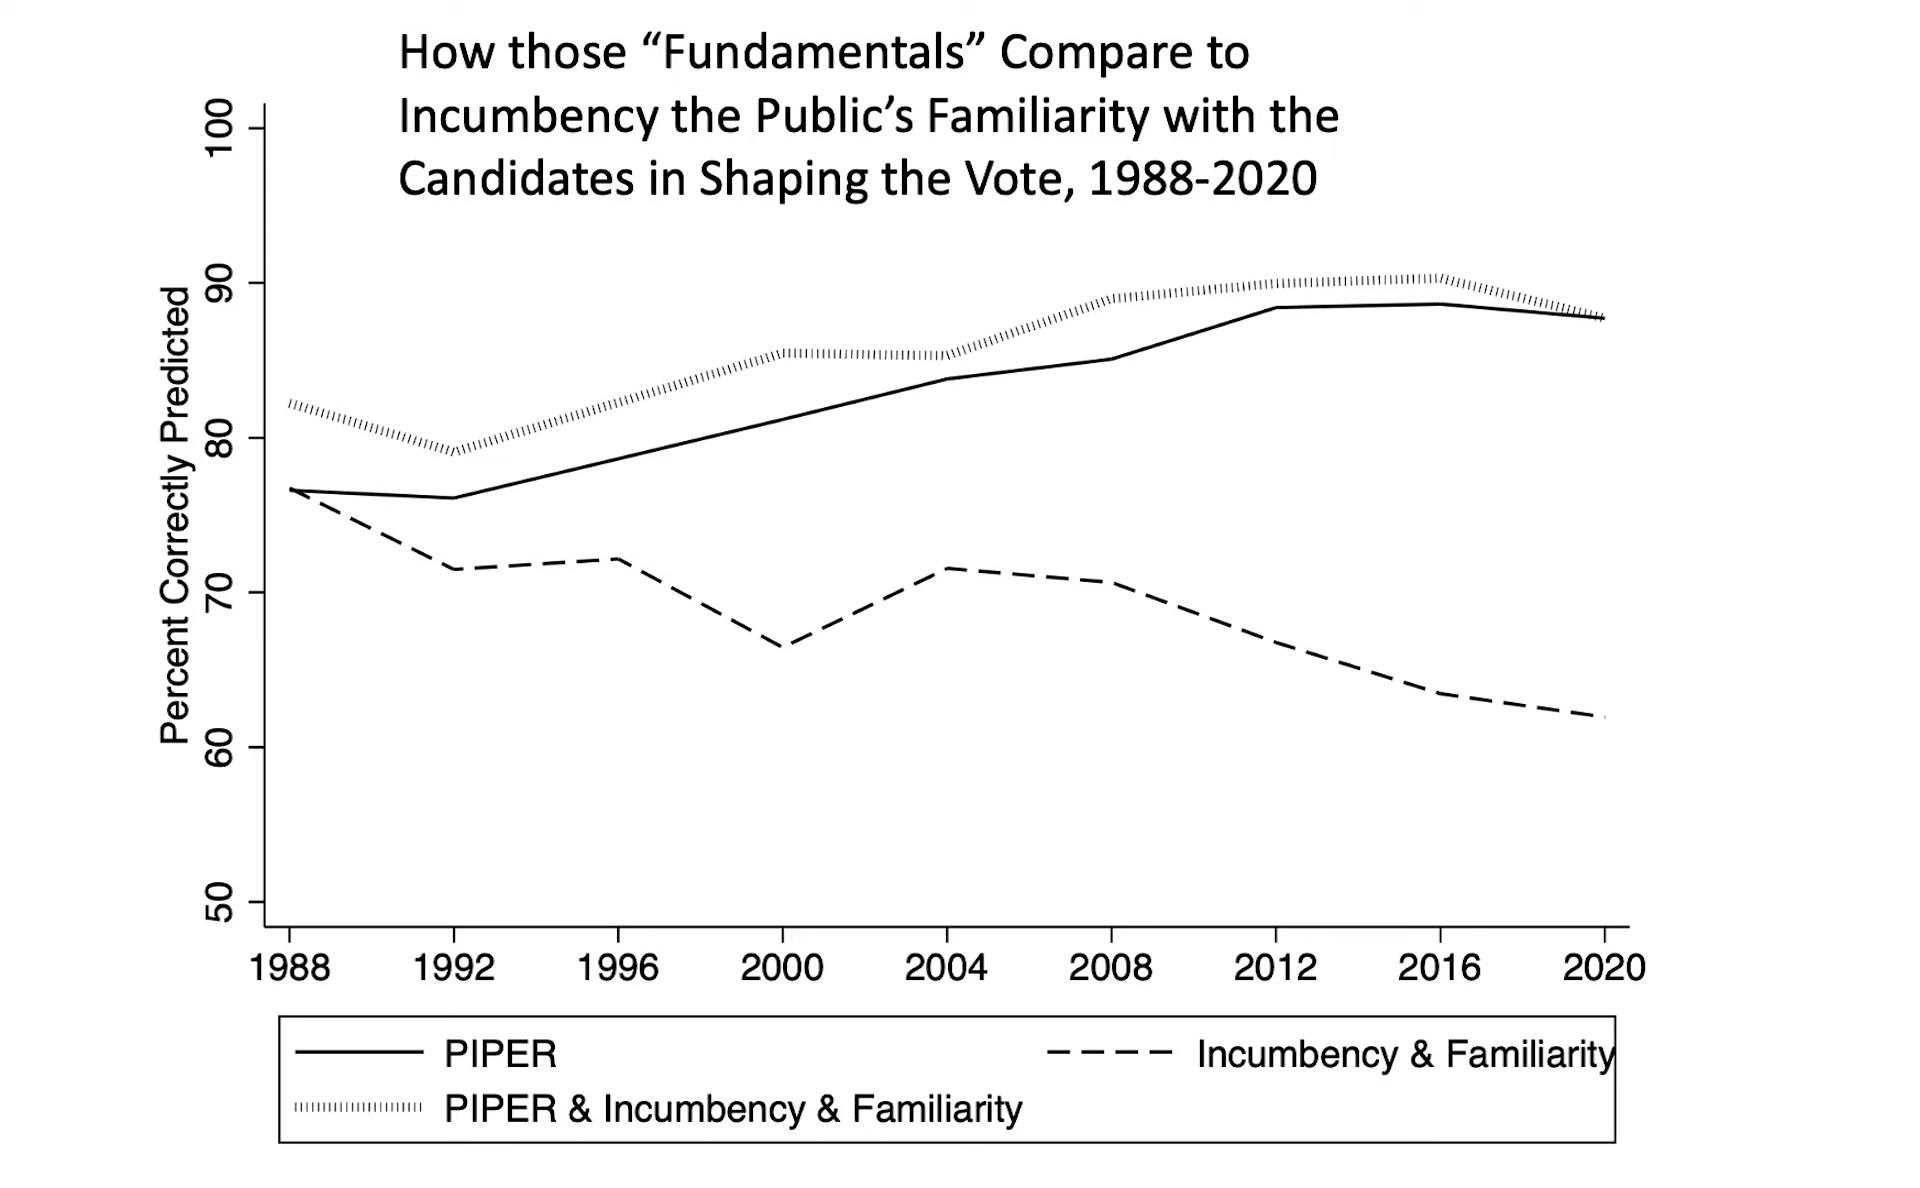 How those “Fundamentals” Compare to
Incumbency the Public’s Familiarity with the
Candidates in Shaping the Vote, 1988-2020
Percent Correctly Predicted
100
90
80
70
60
50
1988 1992 1996 2000 2004 2008 2012 2016 2020
PIPER Incumbency & Familiarity
PIPER & Incumbency & Familiarity